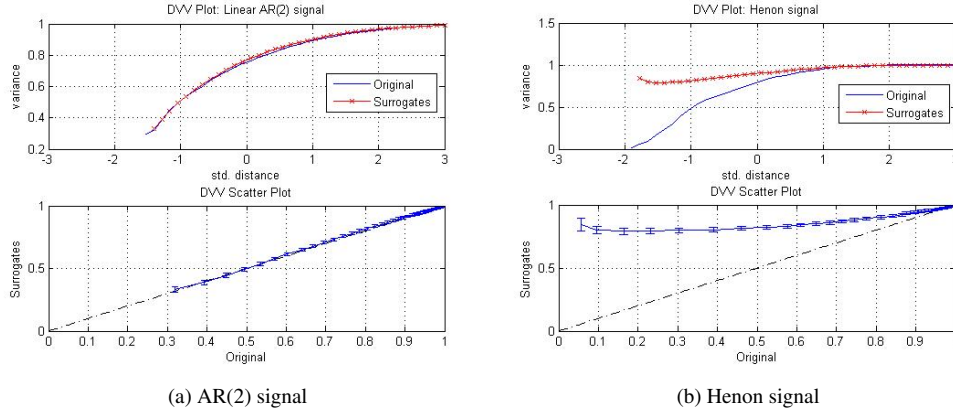 DVV Plot: Linear AR(2) signal
1
0.8
0.6
0.4
0.2
variance
Original
Surrogates
-3
-2
-1
0
1
2
3
std. distance
DVV Scatter Plot
1
0.5
0
Surrogates
0
0.1
0.2
0.3
0.4
0.5
0.6
0.7
0.8
0.9
1
Original
(a) AR(2) signal
DVV Plot: Henon signal
1.5
1
0.5
0
variance
Original
Surrogates
-3
-2
-1
0
1
2
3
std. distance
DVV Scatter Plot
1
0.5
0
Surrogates
0
0.1
0.2
0.3
0.4
0.5
0.6
0.7
0.8
0.9
1
Original
(b) Henon signal